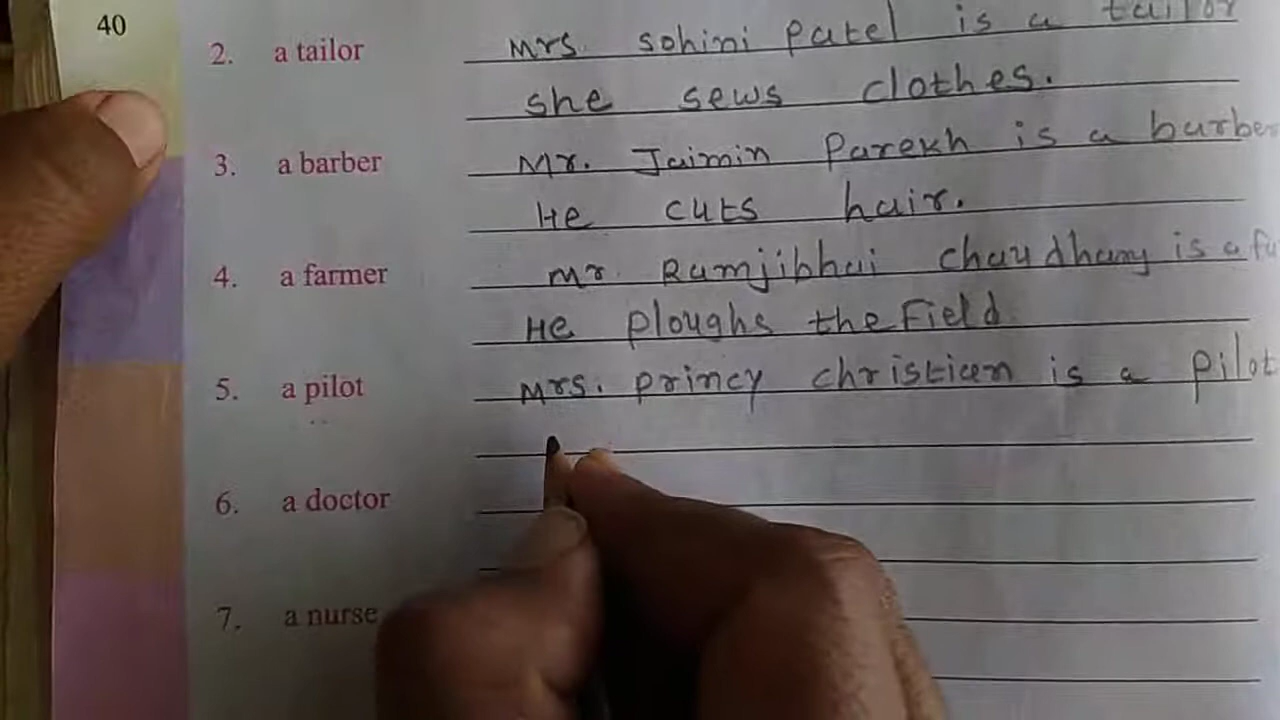 40
2. a tailor Mrs. Sohini Patel is a tailor
She sews clothes.
3. a barber Mr. Jaimin Parekh is a barber
He cuts hair.
4. a farmer Mr. Ramjibhai Chaudhary is a fa
He ploughs the Field
5. a pilot Mrs. Princy Christian is a Pilot
6. a doctor
7. a nurse